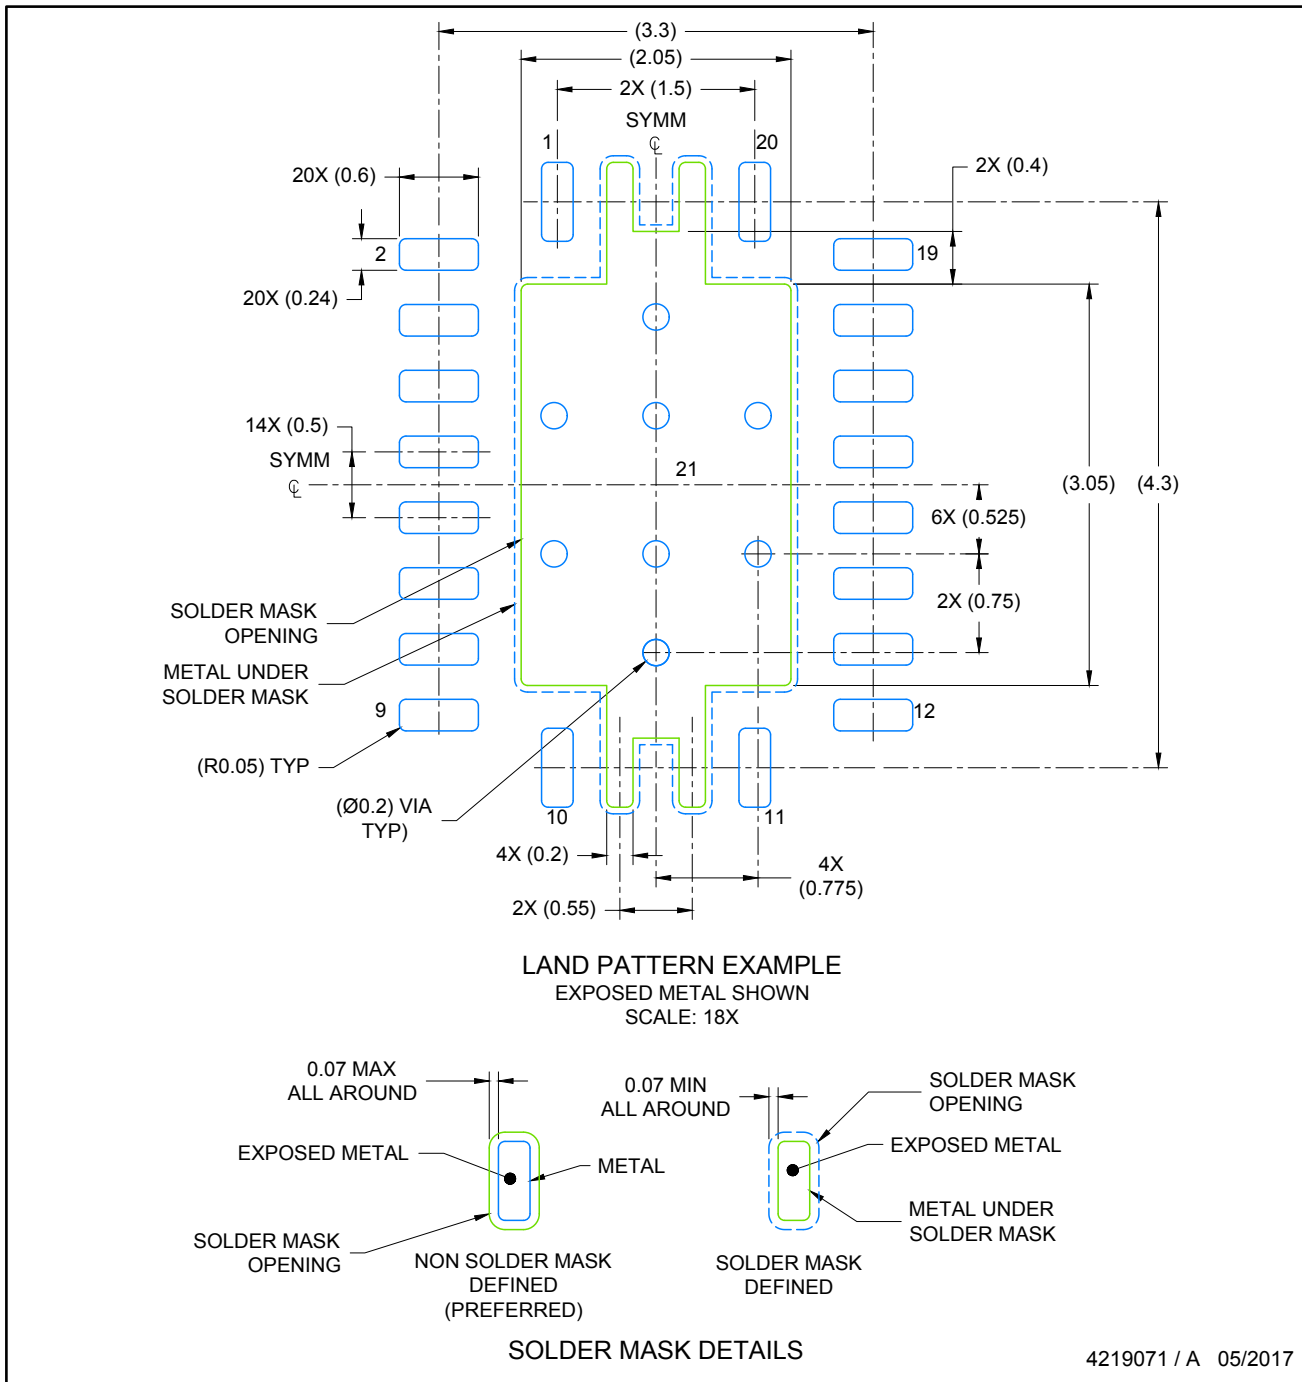 (3.3)
(2.05)
2X (1.5)
SYMM
℄
1
20
2X (0.4)
20X (0.6)
2
19
20X (0.24)
14X (0.5)
SYMM
℄
21
(3.05)
(4.3)
6X (0.525)
2X (0.75)
SOLDER MASK
OPENING
METAL UNDER
SOLDER MASK
9
12
(R0.05) TYP
(Ø0.2) VIA
TYP)
10
11
4X (0.2)
4X
(0.775)
2X (0.55)
LAND PATTERN EXAMPLE
EXPOSED METAL SHOWN
SCALE: 18X
0.07 MAX
ALL AROUND
EXPOSED METAL
METAL
SOLDER MASK
OPENING
NON SOLDER MASK
DEFINED
(PREFERRED)
0.07 MIN
ALL AROUND
SOLDER MASK
OPENING
EXPOSED METAL
METAL UNDER
SOLDER MASK
SOLDER MASK
DEFINED
SOLDER MASK DETAILS
4219071 / A 05/2017